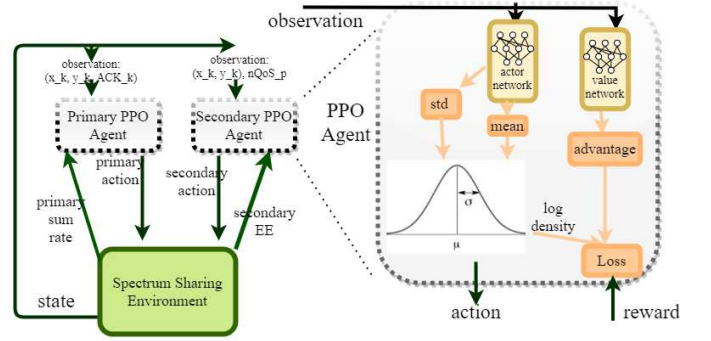 observation:
(x_k, y_k, ACK_k)
observation:
(x_k, y_k), nQoS_p
Primary PPO
Agent
Secondary PPO
Agent
primary
action
secondary
action
primary
sum
rate
secondary
EE
Spectrum Sharing
Environment
state
observation
PPO
Agent
actor
network
value
network
std
mean
advantage
σ
μ
log
density
Loss
action
reward